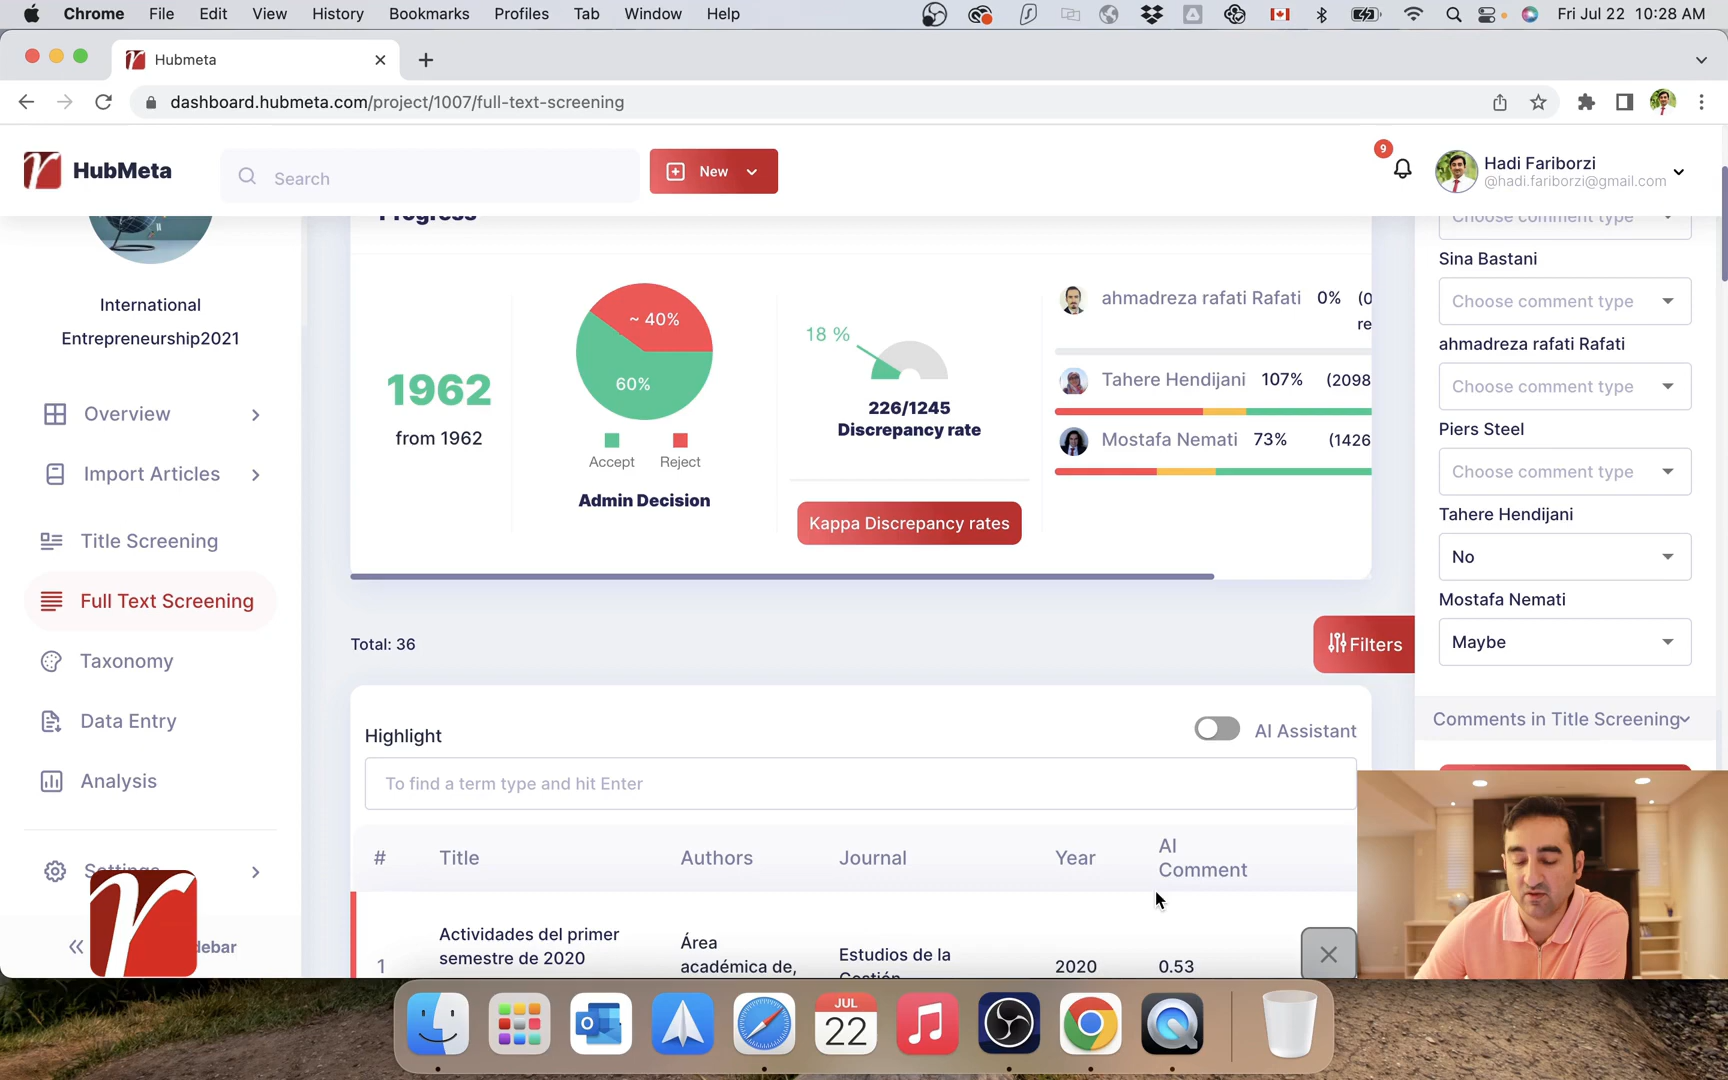 Chrome File Edit View History Bookmarks Profiles Tab Window Help Fri Jul 22 10:28 AM
Hubmeta
dashboard.hubmeta.com/project/1007/full-text-screening
HubMeta
Search
New
9
Hadi Fariborzi
@hadi.fariborzi@gmail.com
International
Entrepreneurship2021
Overview
Import Articles
Title Screening
Full Text Screening
Taxonomy
Data Entry
Analysis
Settings
debar
Progress
1962
from 1962
~ 40%
60%
Accept Reject
Admin Decision
18 %
226/1245
Discrepancy rate
Kappa Discrepancy rates
ahmadreza rafati Rafati 0% (0
re
Tahere Hendijani 107% (2098
Mostafa Nemati 73% (1426
Total: 36
Filters
Highlight
AI Assistant
To find a term type and hit Enter
# Title Authors Journal Year AI Comment
1 Actividades del primer semestre de 2020 Área académica de, Estudios de la Gestión 2020 0.53
Choose comment type
Sina Bastani
Choose comment type
ahmadreza rafati Rafati
Choose comment type
Piers Steel
Choose comment type
Tahere Hendijani
No
Mostafa Nemati
Maybe
Comments in Title Screening
JUL
22